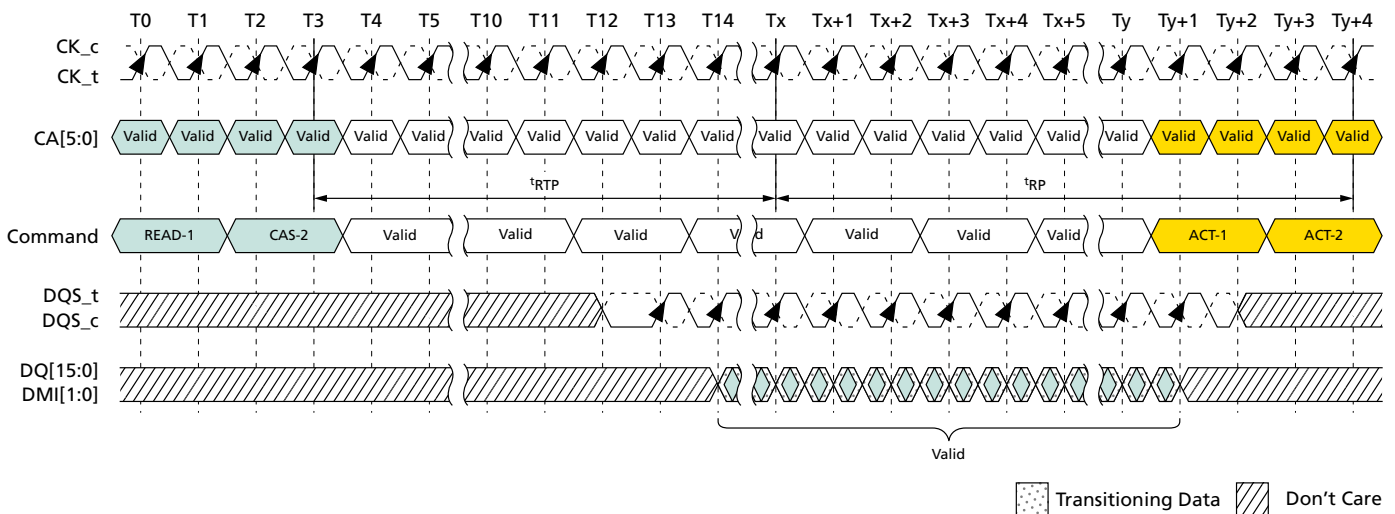 T0 T1 T2 T3 T4 T5 T10 T11 T12 T13 T14 Tx Tx+1 Tx+2 Tx+3 Tx+4 Tx+5 Ty Ty+1 Ty+2 Ty+3 Ty+4
CK_c
CK_t
CA[5:0] Valid Valid Valid Valid Valid Valid Valid Valid Valid Valid Valid Valid Valid Valid Valid Valid Valid Valid Valid Valid Valid
tRTP tRP
Command READ-1 CAS-2 Valid Valid Valid Valid Valid Valid Valid ACT-1 ACT-2
DQS_t
DQS_c
DQ[15:0]
DMI[1:0]
Valid
Transitioning Data Don't Care